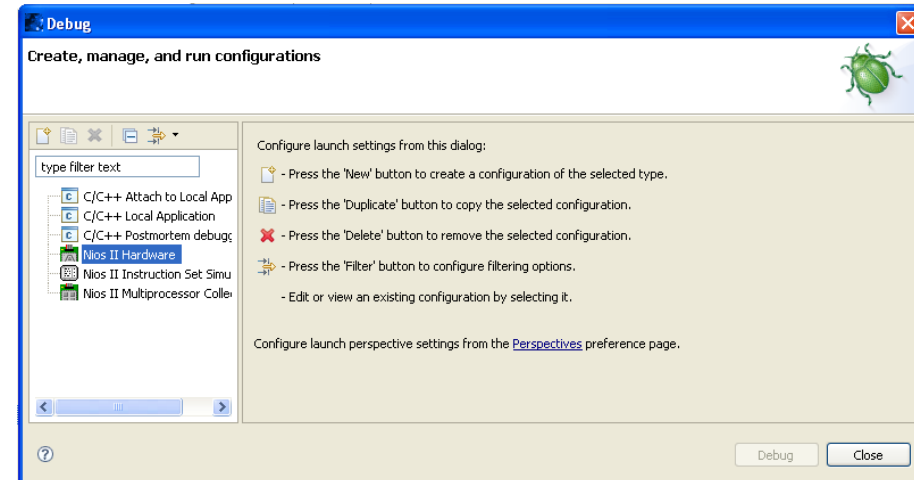 Debug
Create, manage, and run configurations
type filter text
C/C++ Attach to Local App
C/C++ Local Application
C/C++ Postmortem debugg
Nios II Hardware
Nios II Instruction Set Simu
Nios II Multiprocessor Collec
Configure launch settings from this dialog:
- Press the 'New' button to create a configuration of the selected type.
- Press the 'Duplicate' button to copy the selected configuration.
- Press the 'Delete' button to remove the selected configuration.
- Press the 'Filter' button to configure filtering options.
- Edit or view an existing configuration by selecting it.
Configure launch perspective settings from the Perspectives preference page.
Debug
Close